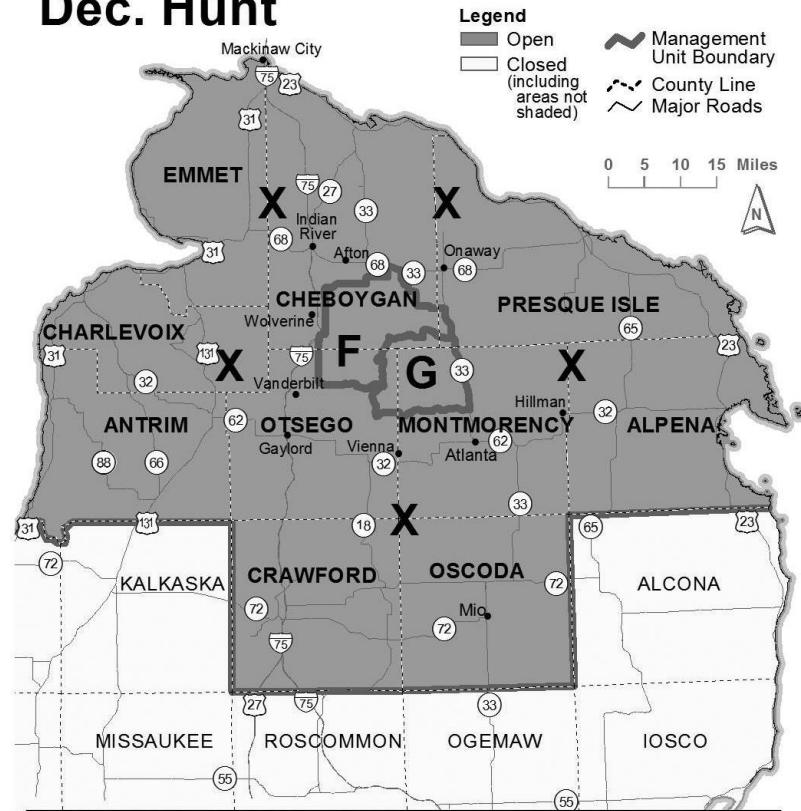 Dec. Hunt
Legend
Open
Closed
(including
areas not
shaded)
Management
Unit Boundary
County Line
Major Roads
0 5 10 15 Miles
N
Mackinaw City
75
23
31
EMMET
X
75
27
33
X
Indian
River
68
31
Afton
68
33
Onaway
68
CHEBOYGAN
PRESQUE ISLE
Wolverine
CHARLEVOIX
65
31
131
X
75
F
G
33
X
23
32
Vanderbilt
Hillman
32
ANTRIM
62
OTSEGO
MONTMORENCY
ALPENA
Gaylord
Vienna
62
Atlanta
88
66
32
33
31
131
18
X
65
23
72
KALKASKA
CRAWFORD
OSCODA
72
ALCONA
72
Mio
72
75
27
75
33
MISSAUKEE
ROSCOMMON
OGEMAW
IOSCO
55
55